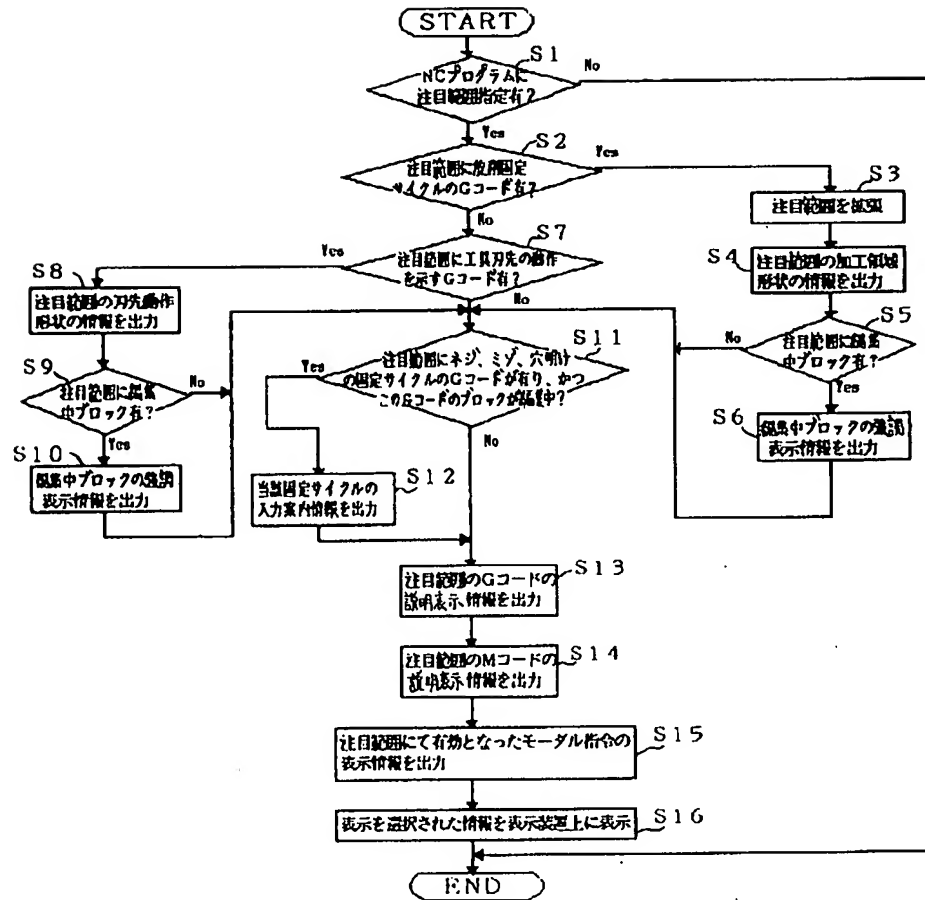 START
S1
NCプログラムに
注目範囲指定有?
No
Yes
S2
注目範囲に旋削固定
サイクルのGコード有?
Yes
No
S3
注目範囲を拡張
S4
注目範囲の加工領域
形状の情報を出力
S5
注目範囲に編集
中ブロック有?
No
Yes
S6
編集中ブロックの強調
表示情報を出力
S7
注目範囲に工具刃先の動作
を示すGコード有?
Yes
No
S8
注目範囲の刃先動作
形状の情報を出力
S9
注目範囲に編集
中ブロック有?
No
Yes
S10
編集中ブロックの強調
表示情報を出力
S11
注目範囲にネジ、ミゾ、穴明け
の固定サイクルのGコードが有り、かつ
このGコードのブロックが編集中?
Yes
No
S12
当該固定サイクルの
入力案内情報を出力
S13
注目範囲のGコードの
説明表示情報を出力
S14
注目範囲のMコードの
説明表示情報を出力
S15
注目範囲にて有効となったモーダル指令の
表示情報を出力
S16
表示を選択された情報を表示装置上に表示
END